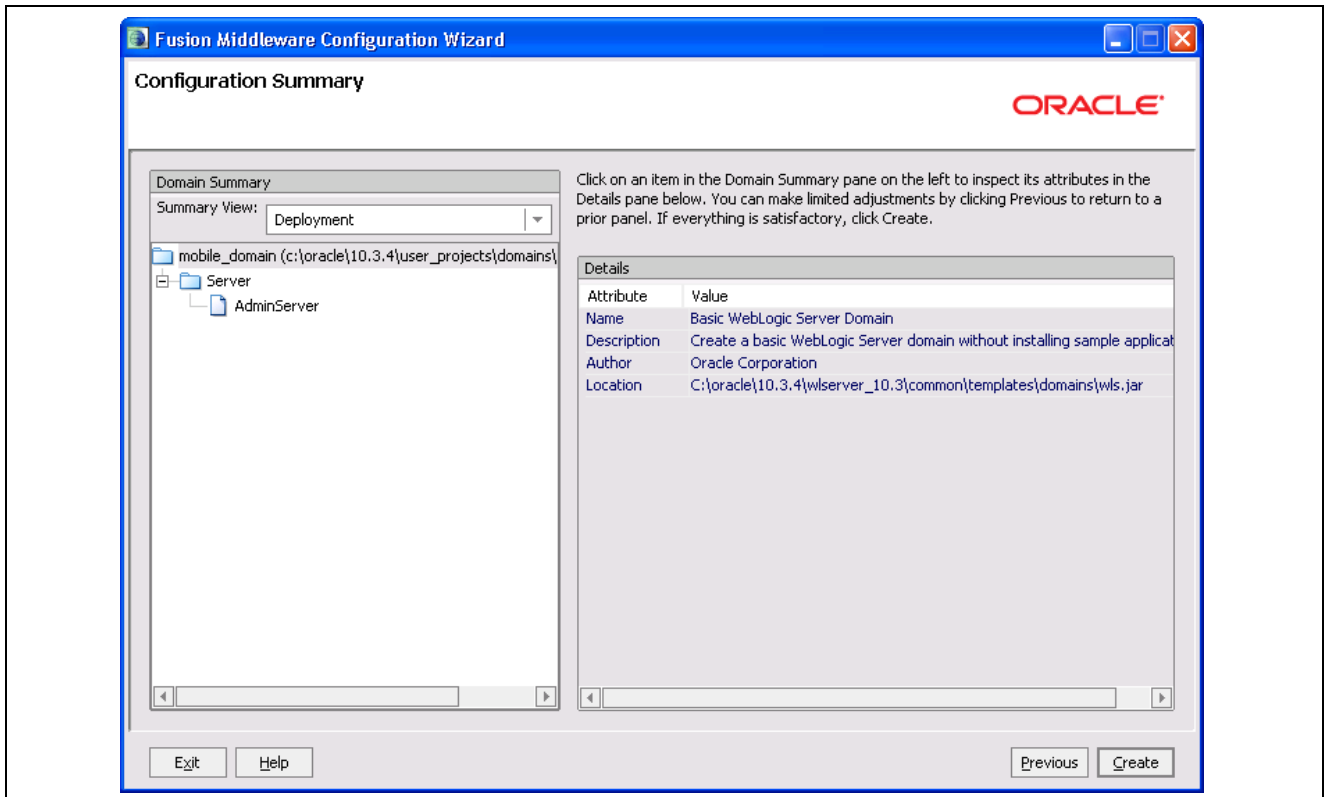 Fusion Middleware Configuration Wizard
Configuration Summary
ORACLE
Domain Summary
Summary View:
Deployment
mobile_domain (c:\oracle\10.3.4\user_projects\domains\
Server
AdminServer
Click on an item in the Domain Summary pane on the left to inspect its attributes in the
Details pane below. You can make limited adjustments by clicking Previous to return to a
prior panel. If everything is satisfactory, click Create.
Details
Attribute Value
Name Basic WebLogic Server Domain
Description Create a basic WebLogic Server domain without installing sample applicat
Author Oracle Corporation
Location C:\oracle\10.3.4\wlserver_10.3\common\templates\domains\wls.jar
Exit Help Previous Create